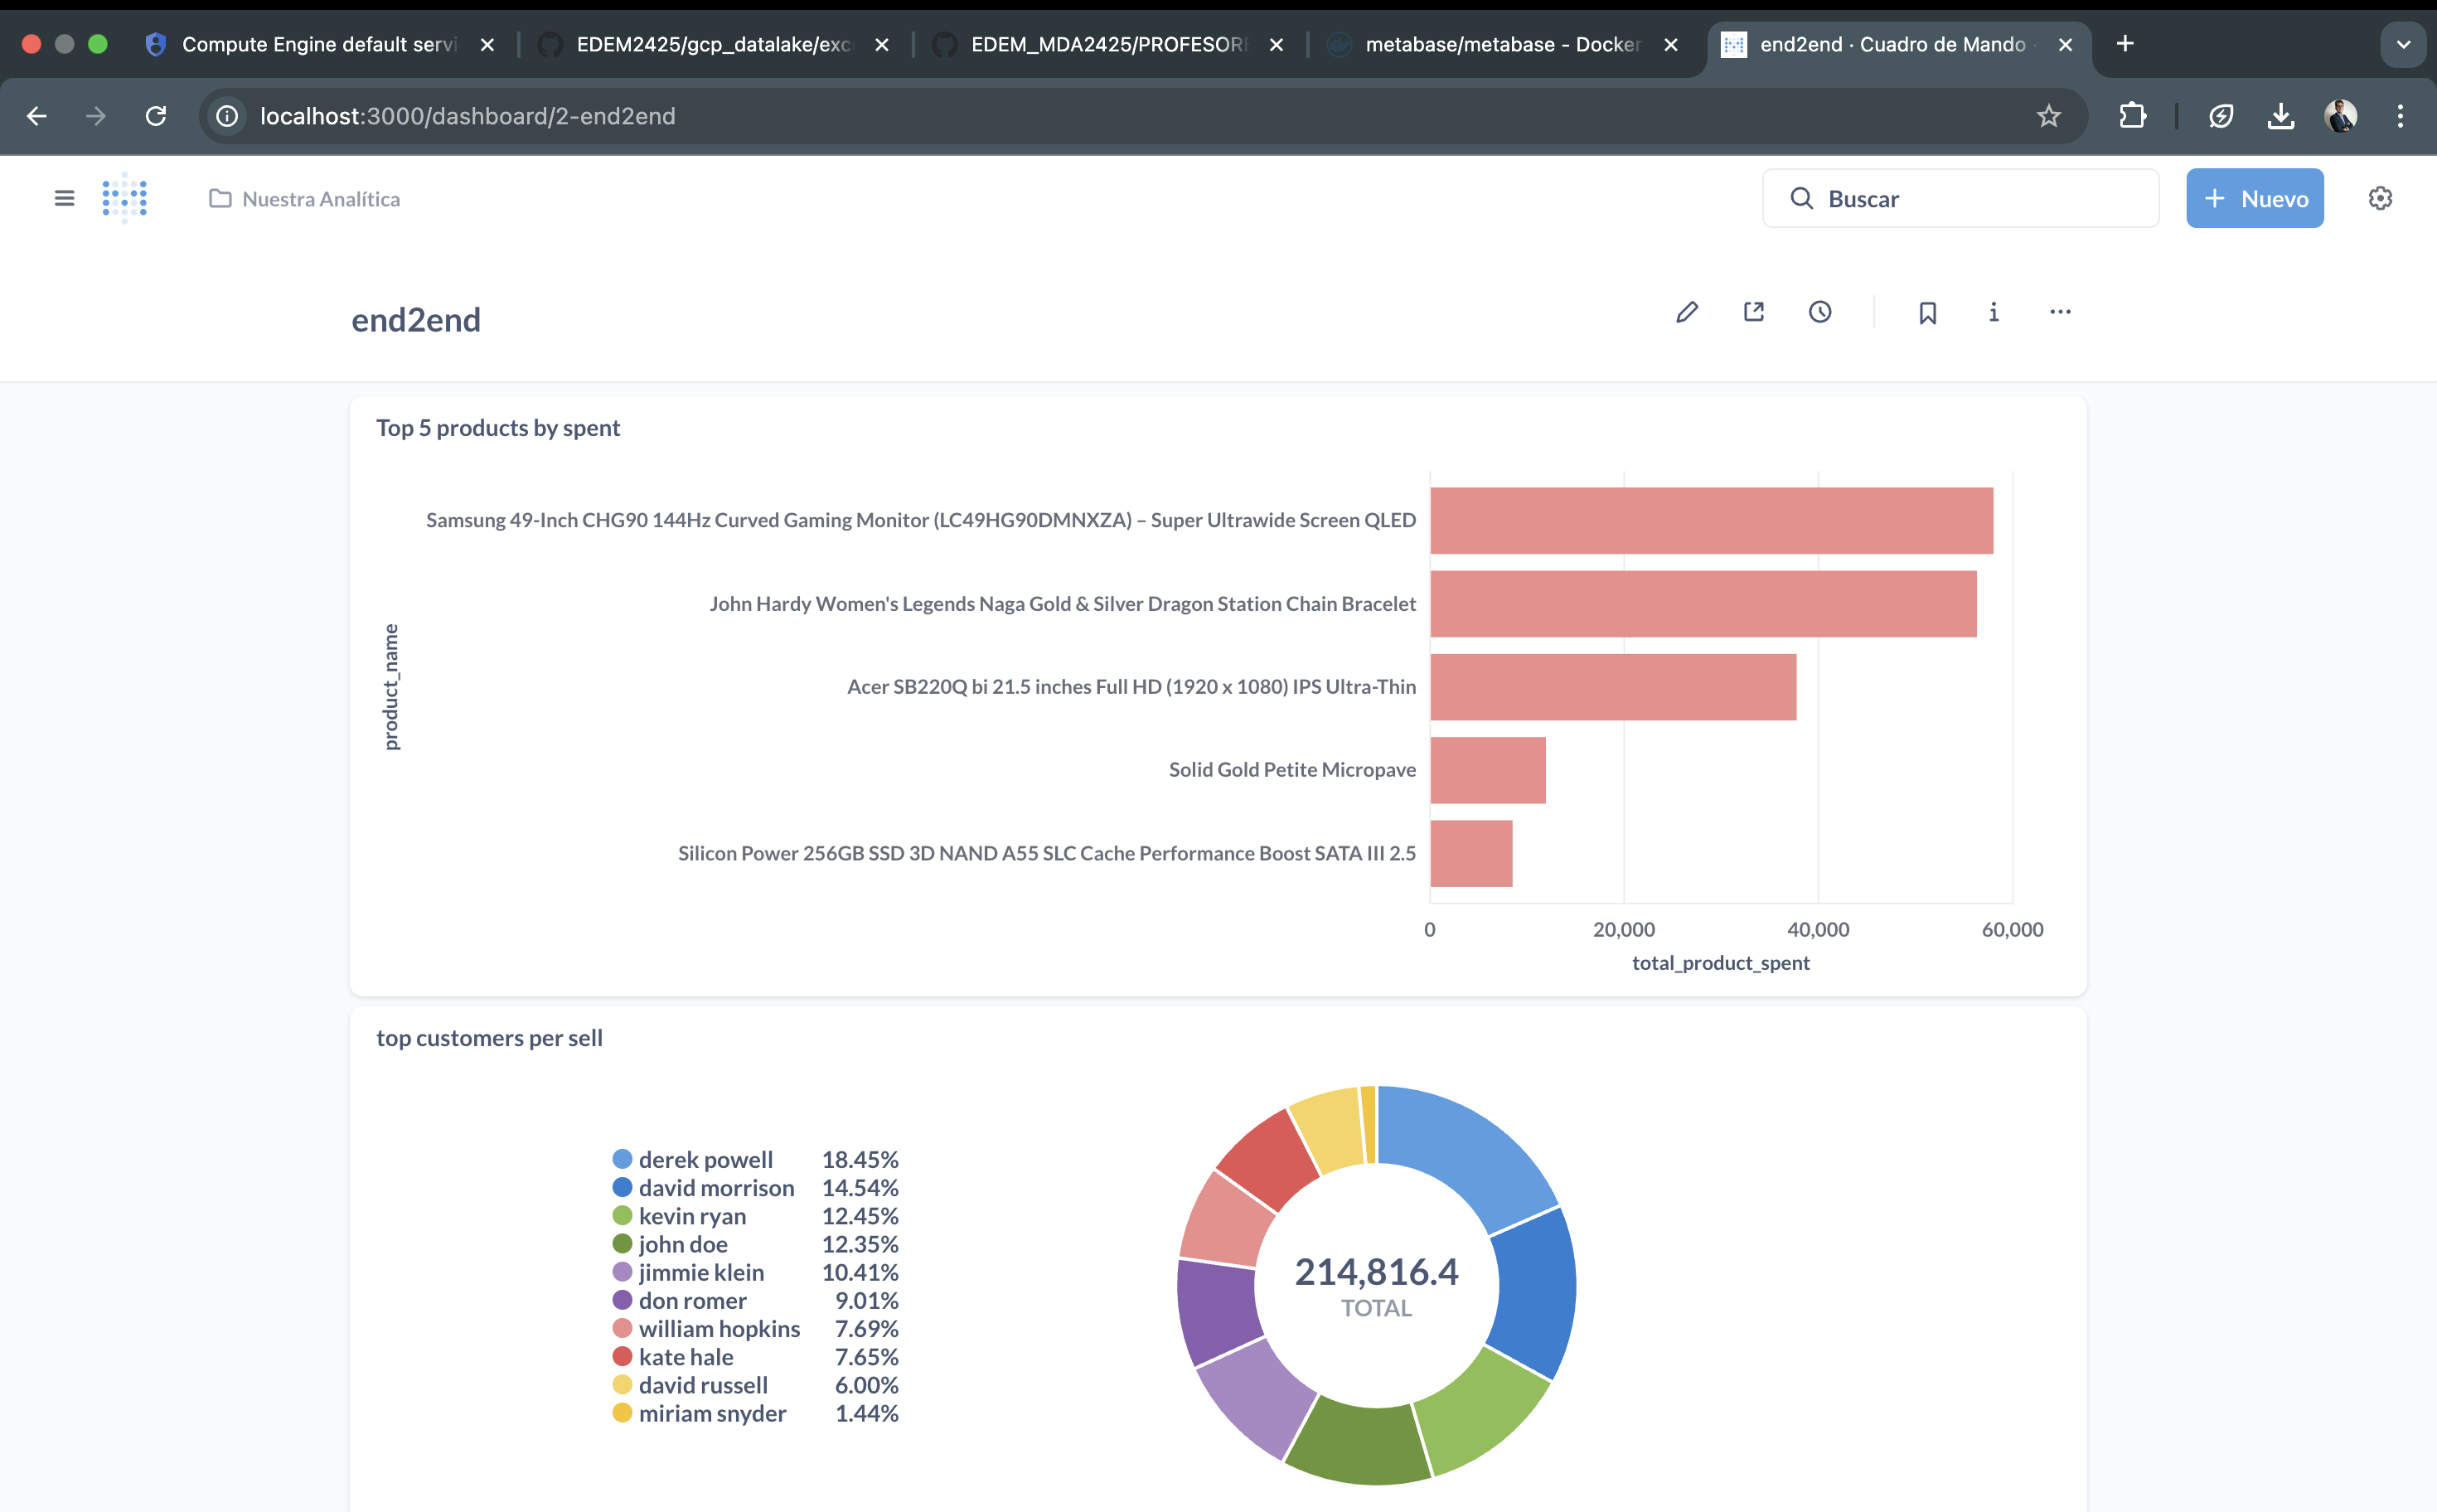 Compute Engine default servi
EDEM2425/gcp_datalake/exc
EDEM_MDA2425/PROFESORE
metabase/metabase - Docker
end2end · Cuadro de Mando ·
localhost:3000/dashboard/2-end2end
Nuestra Analítica
Buscar
+ Nuevo
end2end
Top 5 products by spent
product_name
Samsung 49-Inch CHG90 144Hz Curved Gaming Monitor (LC49HG90DMNXZA) – Super Ultrawide Screen QLED
John Hardy Women's Legends Naga Gold & Silver Dragon Station Chain Bracelet
Acer SB220Q bi 21.5 inches Full HD (1920 x 1080) IPS Ultra-Thin
Solid Gold Petite Micropave
Silicon Power 256GB SSD 3D NAND A55 SLC Cache Performance Boost SATA III 2.5
0 20,000 40,000 60,000
total_product_spent
top customers per sell
derek powell 18.45%
david morrison 14.54%
kevin ryan 12.45%
john doe 12.35%
jimmie klein 10.41%
don romer 9.01%
william hopkins 7.69%
kate hale 7.65%
david russell 6.00%
miriam snyder 1.44%
214,816.4
TOTAL